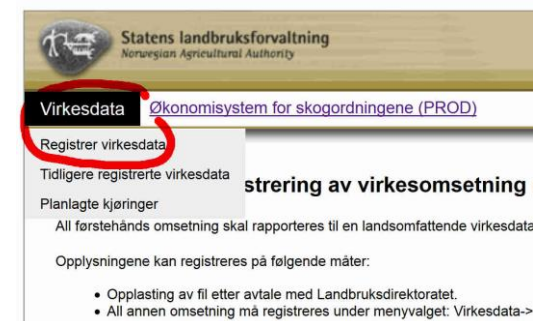 Statens landbruksforvaltning
Norwegian Agricultural Authority
Virkesdata Økonomisystem for skogordningene (PROD)
Registrer virkesdata
Tidligere registrerte virkesdata
Planlagte kjøringer
strering av virkesomsetning
All førstehånds omsetning skal rapporteres til en landsomfattende virkesdata
Opplysningene kan registreres på følgende måter:
• Opplasting av fil etter avtale med Landbruksdirektoratet.
• All annen omsetning må registreres under menyvalget: Virkesdata->